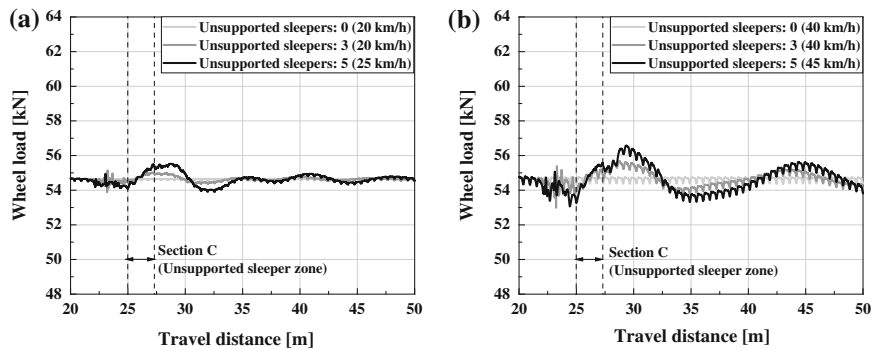 (a)
Unsupported sleepers: 0 (20 km/h)
Unsupported sleepers: 3 (20 km/h)
Unsupported sleepers: 5 (25 km/h)
Wheel load [kN]
64
62
60
58
56
54
52
50
48
Section C
(Unsupported sleeper zone)
20 25 30 35 40 45 50
Travel distance [m]
(b)
Unsupported sleepers: 0 (40 km/h)
Unsupported sleepers: 3 (40 km/h)
Unsupported sleepers: 5 (45 km/h)
Wheel load [kN]
64
62
60
58
56
54
52
50
48
Section C
(Unsupported sleeper zone)
20 25 30 35 40 45 50
Travel distance [m]